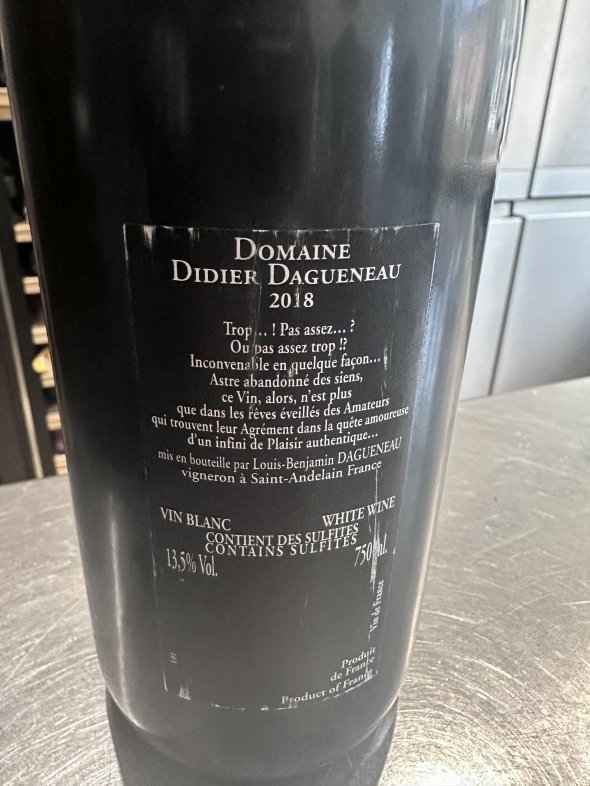 DOMAINE
DIDIER DAGUENEAU
2018
Trop... ! Pas assez... ?
Ou pas assez trop !?
Inconvenable en quelque façon...
Astre abandonné des siens,
ce Vin, alors, n'est plus
que dans les rêves éveillés des Amateurs
qui trouvent leur Agrément dans la quête amoureuse
d'un infini de Plaisir authentique...
mis en bouteille par Louis-Benjamin DAGUENEAU
vigneron à Saint-Andelain France
VIN BLANC WHITE WINE
CONTIENT DES SULFITES
CONTAINS SULFITES
13,5% Vol. 750 ml.
Vin de France
Produit
de France
Product of France